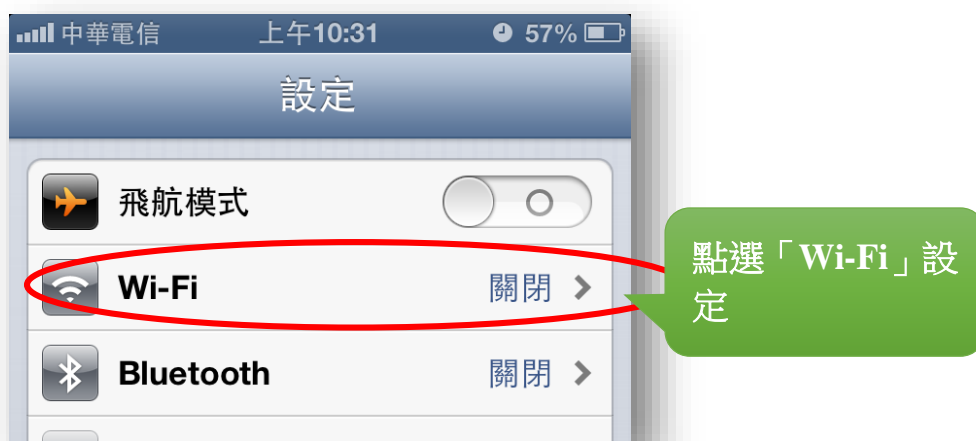 中華電信 上午10:31 57%
設定
飛航模式
Wi-Fi 關閉
Bluetooth 關閉
點選「Wi-Fi」設
定